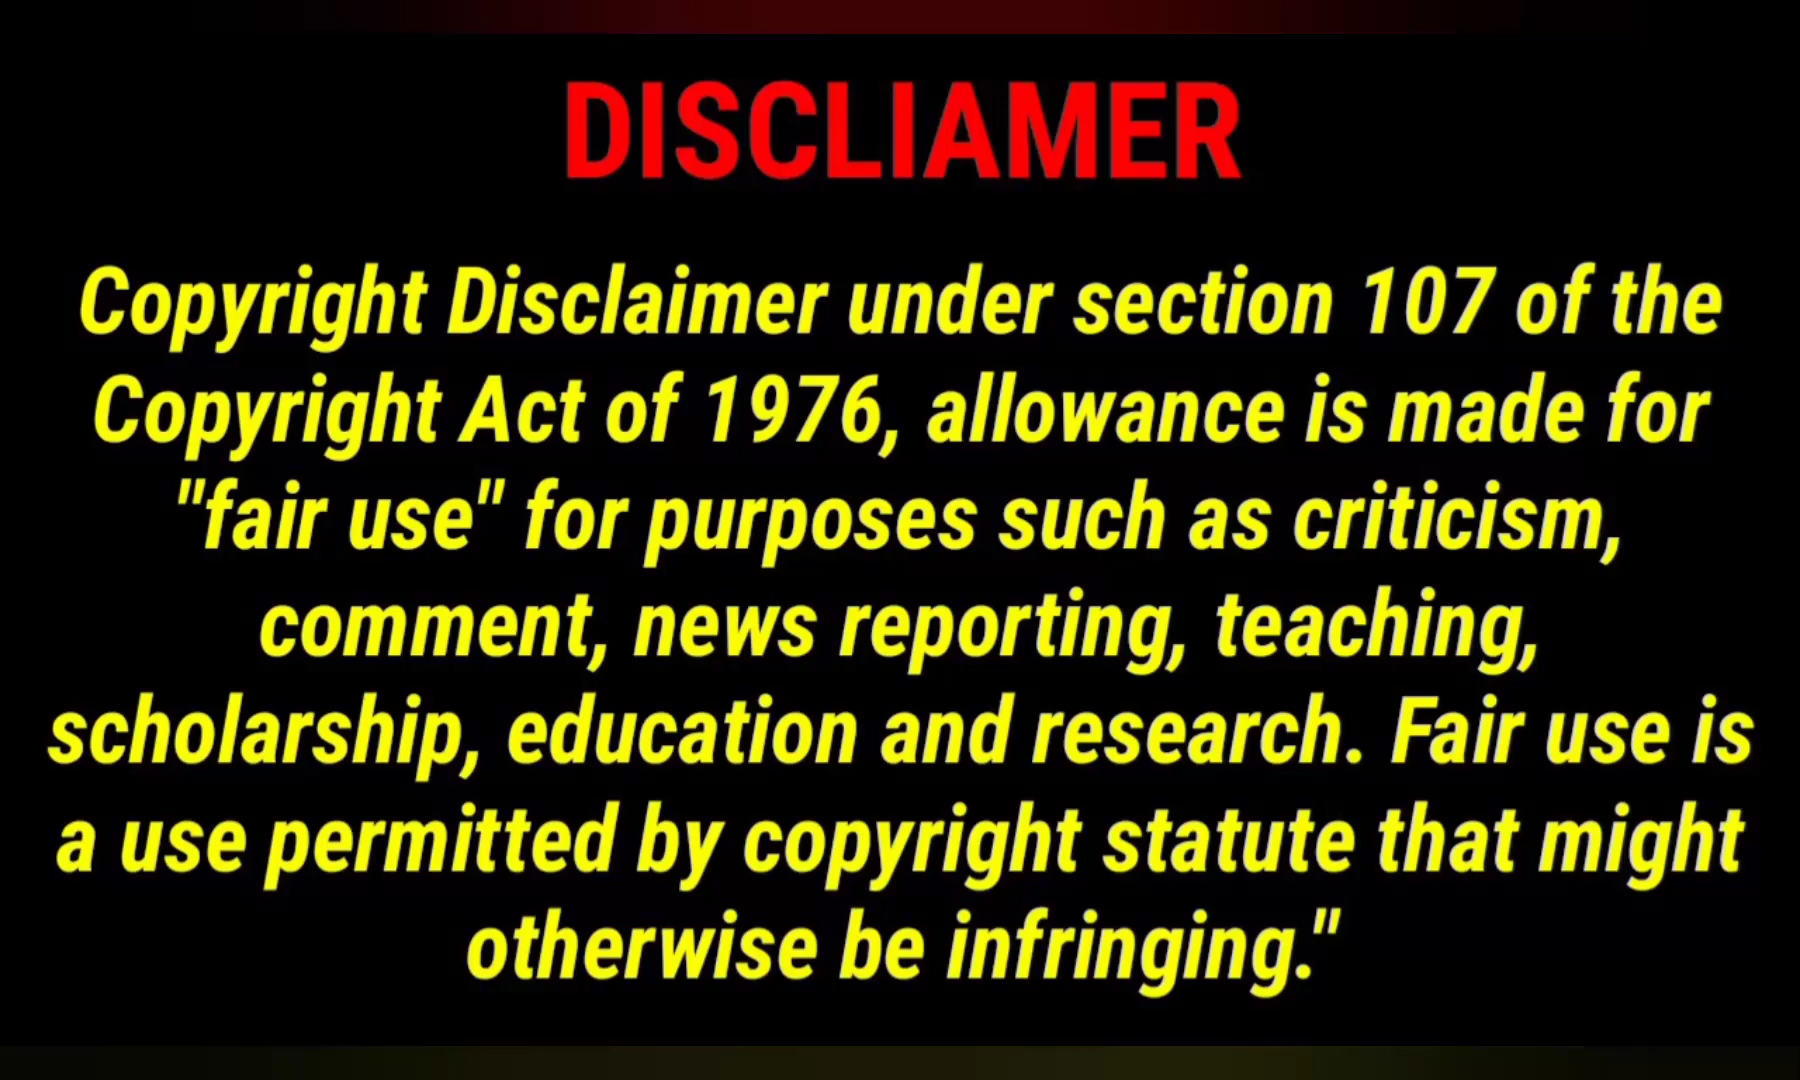 DISCLIAMER
Copyright Disclaimer under section 107 of the
Copyright Act of 1976, allowance is made for
"fair use" for purposes such as criticism,
comment, news reporting, teaching,
scholarship, education and research. Fair use is
a use permitted by copyright statute that might
otherwise be infringing."